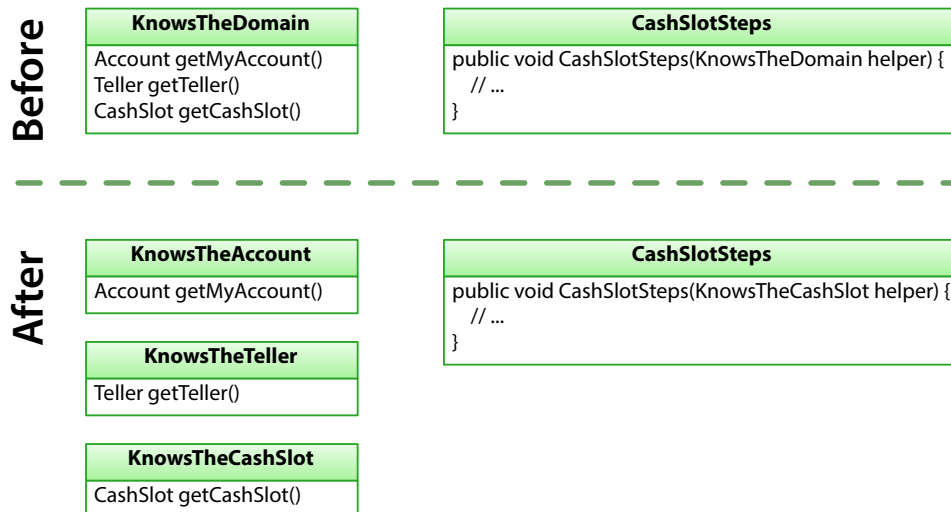 Before
KnowsTheDomain
Account getMyAccount()
Teller getTeller()
CashSlot getCashSlot()
CashSlotSteps
public void CashSlotSteps(KnowsTheDomain helper) {
// ...
}
After
KnowsTheAccount
Account getMyAccount()
KnowsTheTeller
Teller getTeller()
KnowsTheCashSlot
CashSlot getCashSlot()
CashSlotSteps
public void CashSlotSteps(KnowsTheCashSlot helper) {
// ...
}